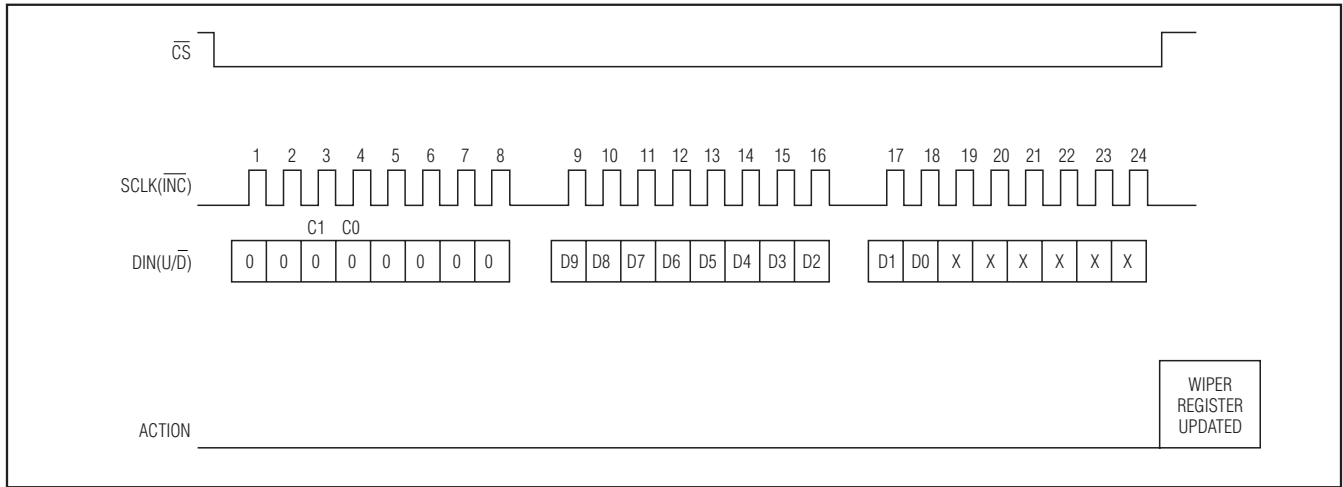 C̅S̅
1 2 3 4 5 6 7 8 9 10 11 12 13 14 15 16 17 18 19 20 21 22 23 24
SCLK(I̅N̅C̅)
C1 C0
DIN(U/D̅) 0 0 0 0 0 0 0 0 D9 D8 D7 D6 D5 D4 D3 D2 D1 D0 X X X X X X
WIPER
REGISTER
UPDATED
ACTION